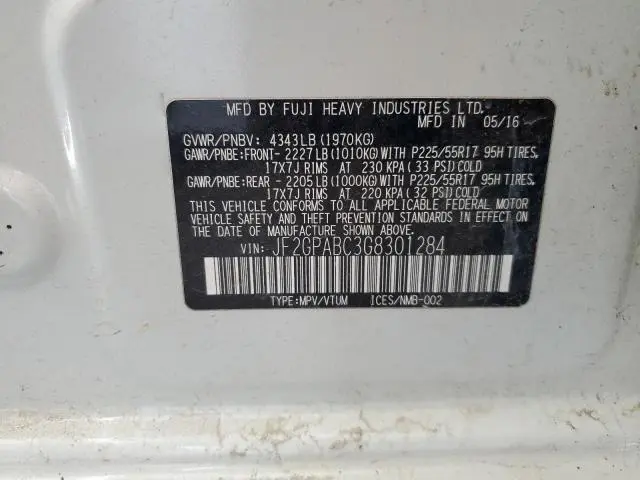 MFD BY FUJI HEAVY INDUSTRIES LTD.
MFD IN 05/16
GVWR/PNBV: 4343LB(1970KG)
GAWR/PNBE:FRONT- 2227LB(1010KG)WITH P225/55R17 95H TIRES,
17X7J RIMS AT 230 KPA(33 PSI)COLD
GAWR/PNBE:REAR - 2205LB(1000KG)WITH P225/55R17 95H TIRES,
17X7J RIMS AT 220 KPA(32 PSI)COLD
THIS VEHICLE CONFORMS TO ALL APPLICABLE FEDERAL MOTOR
VEHICLE SAFETY AND THEFT PREVENTION STANDARDS IN EFFECT ON
THE DATE OF MANUFACTURE SHOWN ABOVE.
VIN: JF2GPABC3G8301284
TYPE:MPV/VTUM ICES/NMB-002